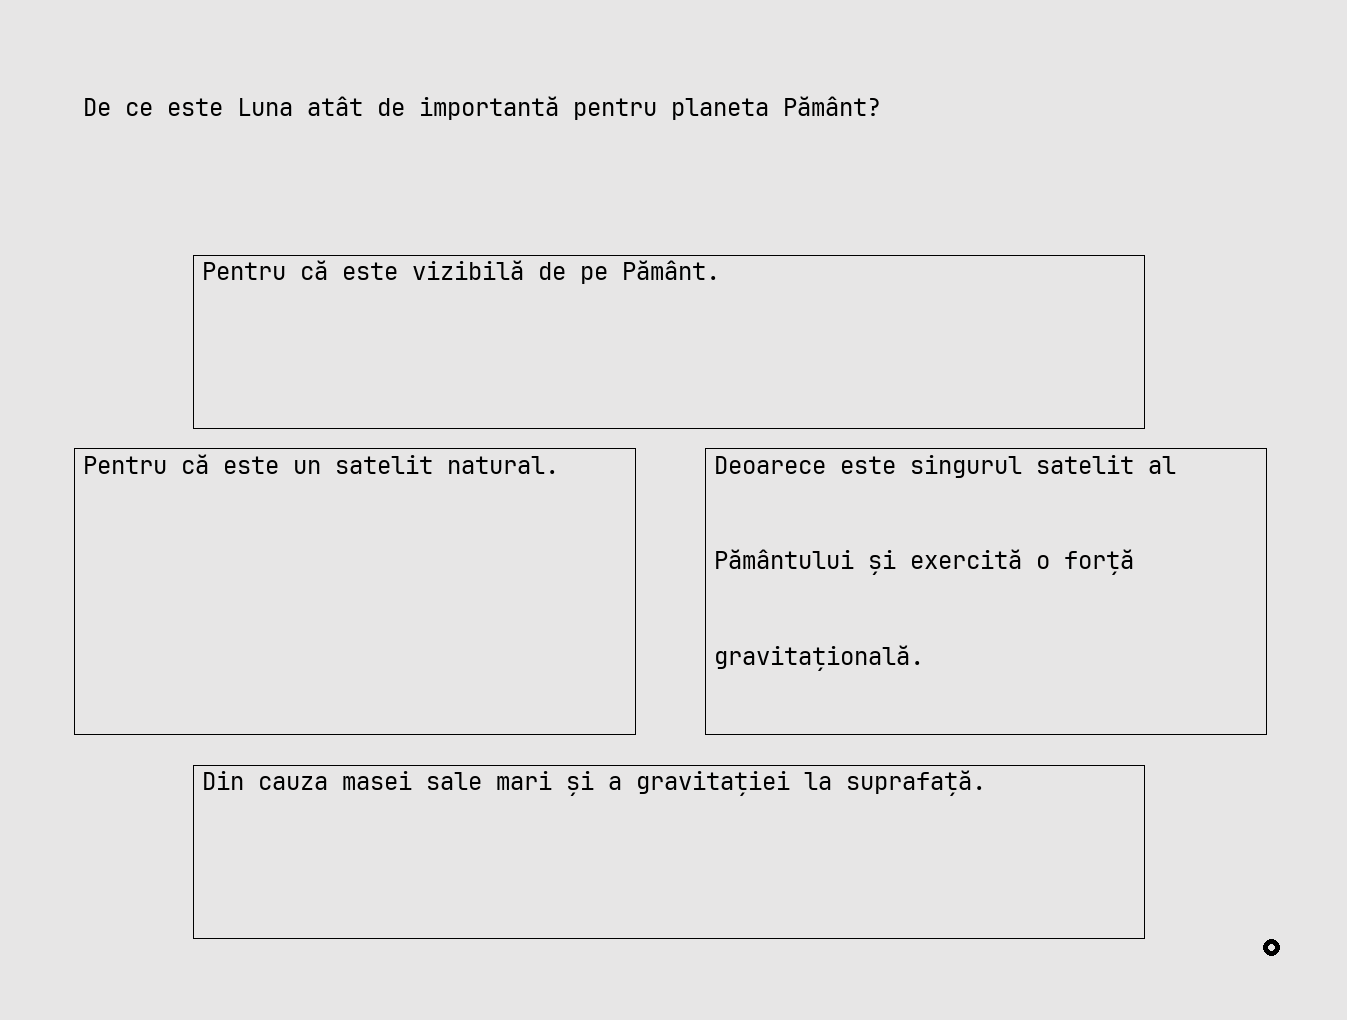 De ce este Luna atât de importantă pentru planeta Pământ?
Pentru că este vizibilă de pe Pământ.
Pentru că este un satelit natural.
Deoarece este singurul satelit al
Pământului și exercită o forță
gravitațională.
Din cauza masei sale mari și a gravitației la suprafață.